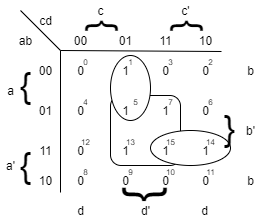 c c'
cd
ab 00 01 11 10
00 0 0 1 1 0 3 0 2 b
a
01 0 4 1 5 1 7 0 6
b'
11 0 12 1 13 1 15 1 14
a'
10 0 8 0 9 0 10 0 11 b
d d' d